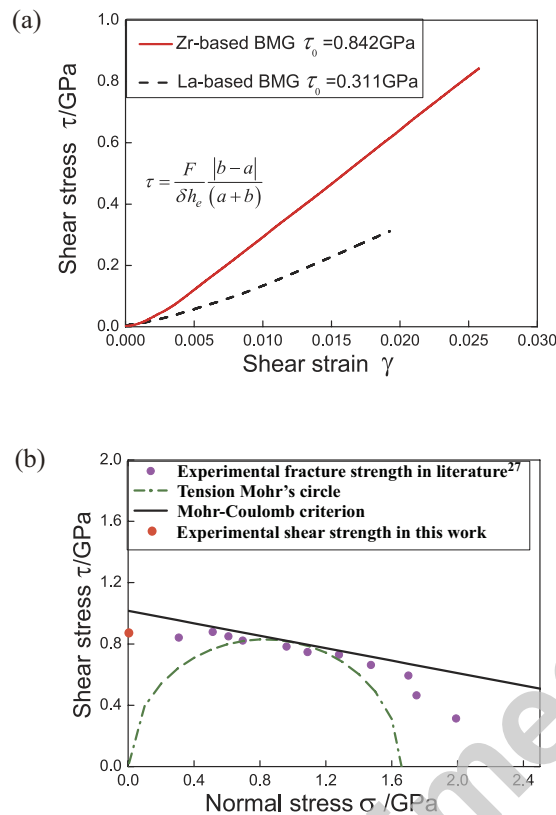 (a)
Shear stress τ/GPa
1.0
0.8
0.6
0.4
0.2
0.0
Zr-based BMG τ₀=0.842GPa
La-based BMG τ₀=0.311GPa
τ = F/(δhₑ) |b−a|/(a+b)
0.000 0.005 0.010 0.015 0.020 0.025 0.030
Shear strain γ
(b)
Shear stress τ/GPa
2.0
1.6
1.2
0.8
0.4
0.0
Experimental fracture strength in literature²⁷
Tension Mohr's circle
Mohr-Coulomb criterion
Experimental shear strength in this work
0.0 0.4 0.8 1.2 1.6 2.0 2.4
Normal stress σ /GPa